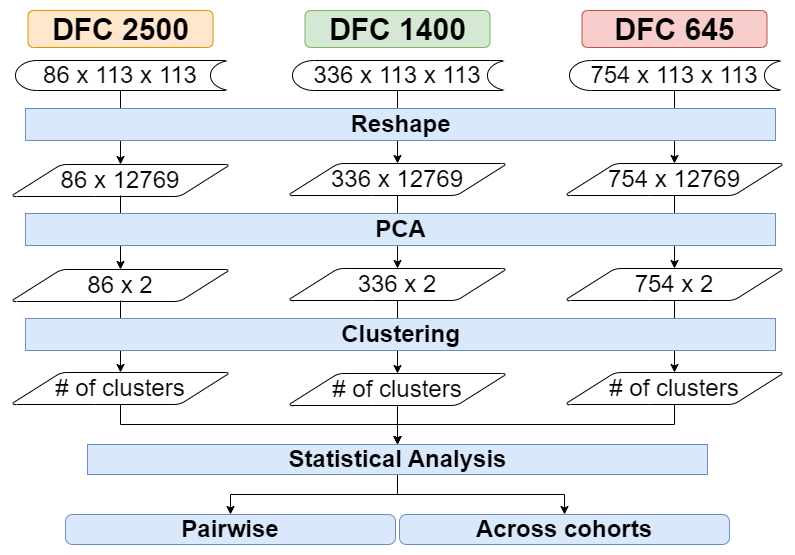 DFC 2500 DFC 1400 DFC 645
86 x 113 x 113 336 x 113 x 113 754 x 113 x 113
Reshape
86 x 12769 336 x 12769 754 x 12769
PCA
86 x 2 336 x 2 754 x 2
Clustering
# of clusters # of clusters # of clusters
Statistical Analysis
Pairwise Across cohorts